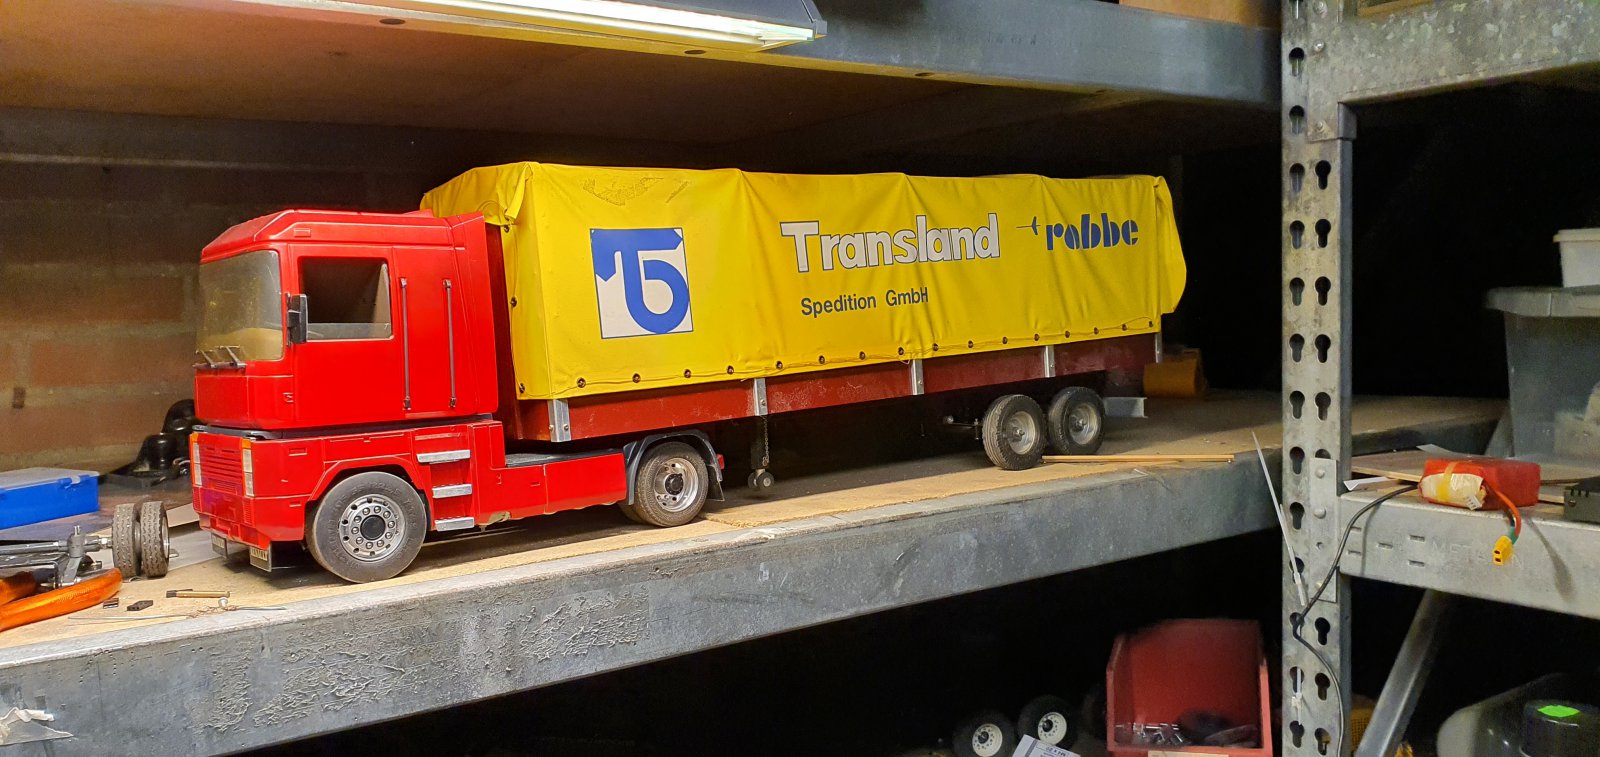 Transland
robbe
Spedition GmbH